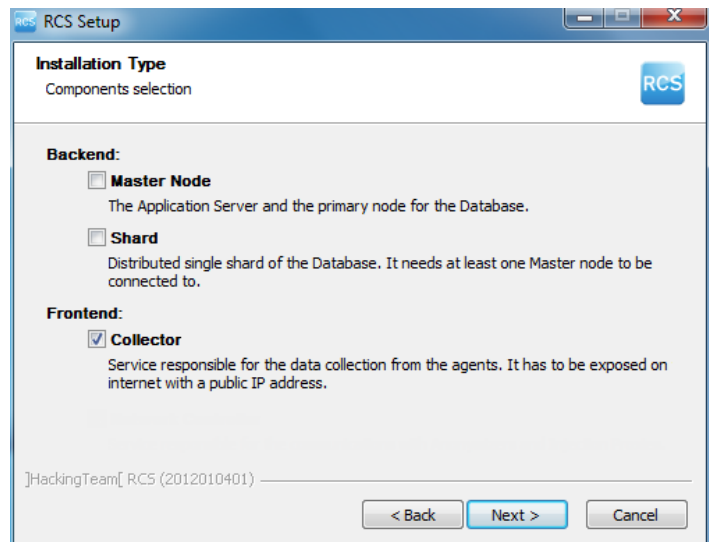 RCS RCS Setup
Installation Type
Components selection
RCS
Backend:
Master Node
The Application Server and the primary node for the Database.
Shard
Distributed single shard of the Database. It needs at least one Master node to be
connected to.
Frontend:
Collector
Service responsible for the data collection from the agents. It has to be exposed on
internet with a public IP address.
]HackingTeam[ RCS (2012010401)
< Back Next > Cancel